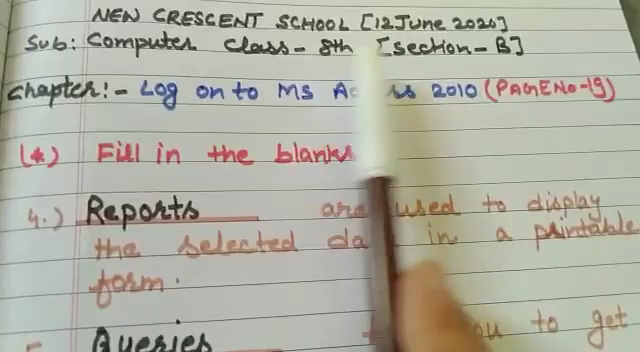 NEW CRESCENT SCHOOL [12 June 2020]
Sub: Computer Class - 8th [Section - B]
Chapter:- Log on to MS Access 2010 (PAGE No-19)
(*) Fill in the blanks
4.) Reports are used to display
the selected da in a printable
form.
Queries you to get